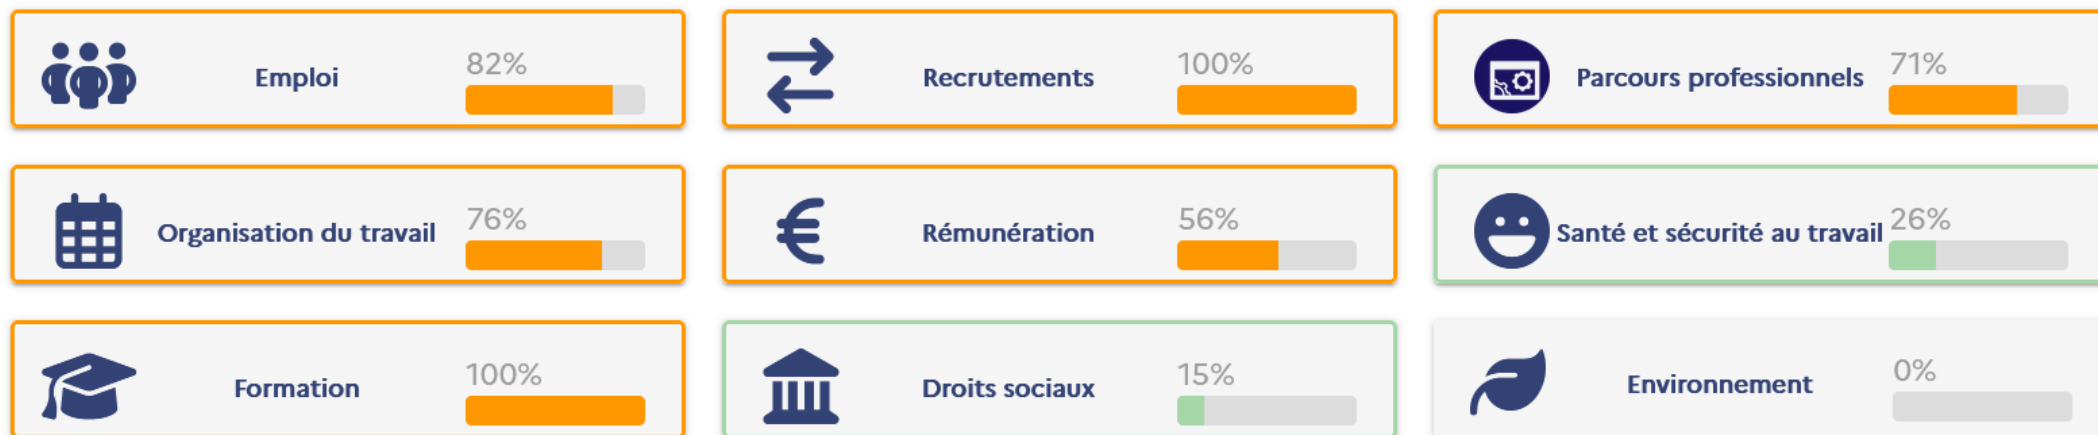 Emploi
82%
Recrutements
100%
Parcours professionnels
71%
Organisation du travail
76%
Rémunération
56%
Santé et sécurité au travail
26%
Formation
100%
Droits sociaux
15%
Environnement
0%